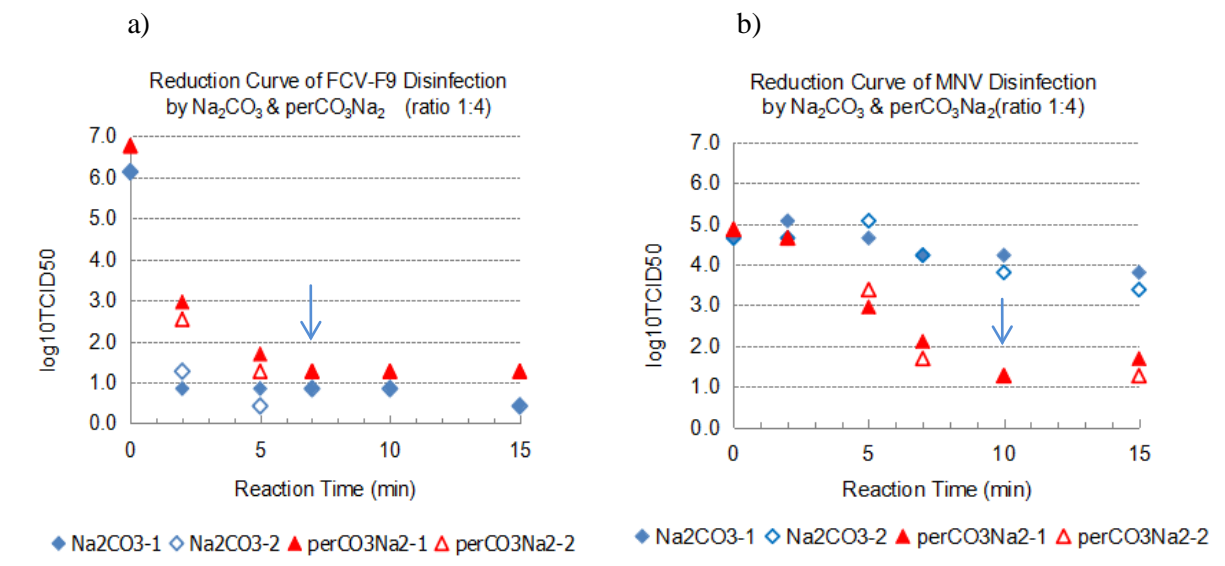 a)
Reduction Curve of FCV-F9 Disinfection
by Na₂CO₃ & perCO₃Na₂ (ratio 1:4)
7.0
6.0
5.0
4.0
3.0
2.0
1.0
0.0
log10TCID50
0 5 10 15
Reaction Time (min)
Na2CO3-1 Na2CO3-2 perCO3Na2-1 perCO3Na2-2
b)
Reduction Curve of MNV Disinfection
by Na₂CO₃ & perCO₃Na₂(ratio 1:4)
7.0
6.0
5.0
4.0
3.0
2.0
1.0
0.0
log10TCID50
0 5 10 15
Reaction Time (min)
Na2CO3-1 Na2CO3-2 perCO3Na2-1 perCO3Na2-2